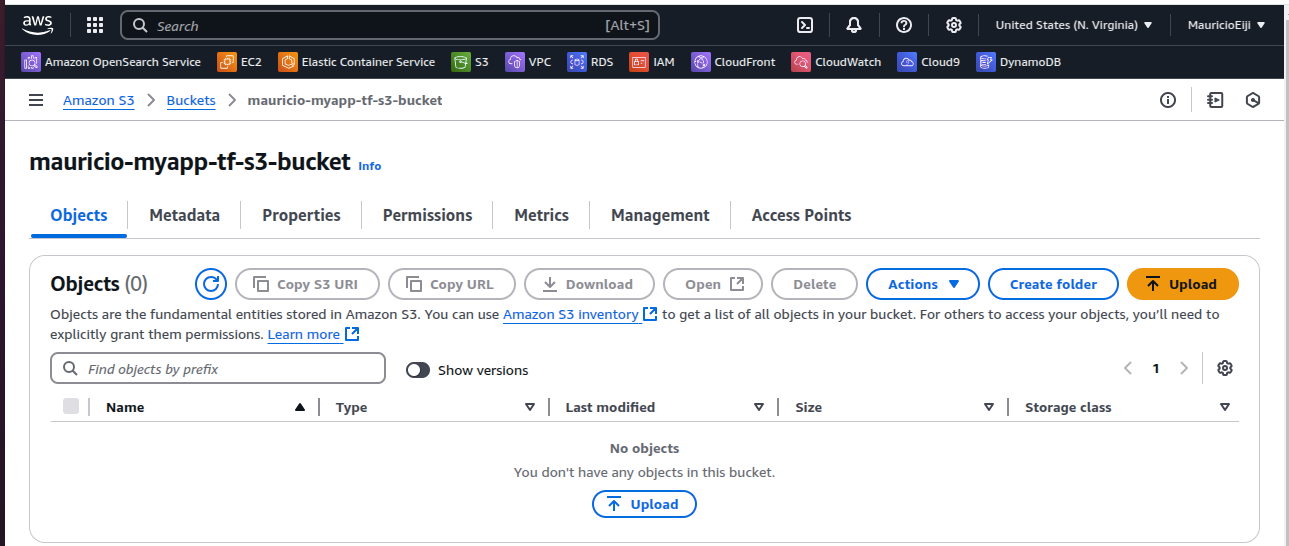 aws Search [Alt+S] United States (N. Virginia) MauricioEiji
Amazon OpenSearch Service EC2 Elastic Container Service S3 VPC RDS IAM CloudFront CloudWatch Cloud9 DynamoDB
Amazon S3 Buckets mauricio-myapp-tf-s3-bucket
mauricio-myapp-tf-s3-bucket Info
Objects Metadata Properties Permissions Metrics Management Access Points
Objects (0) Copy S3 URI Copy URL Download Open Delete Actions Create folder Upload
Objects are the fundamental entities stored in Amazon S3. You can use Amazon S3 inventory to get a list of all objects in your bucket. For others to access your objects, you'll need to
explicitly grant them permissions. Learn more
Find objects by prefix Show versions 1
Name Type Last modified Size Storage class
No objects
You don't have any objects in this bucket.
Upload